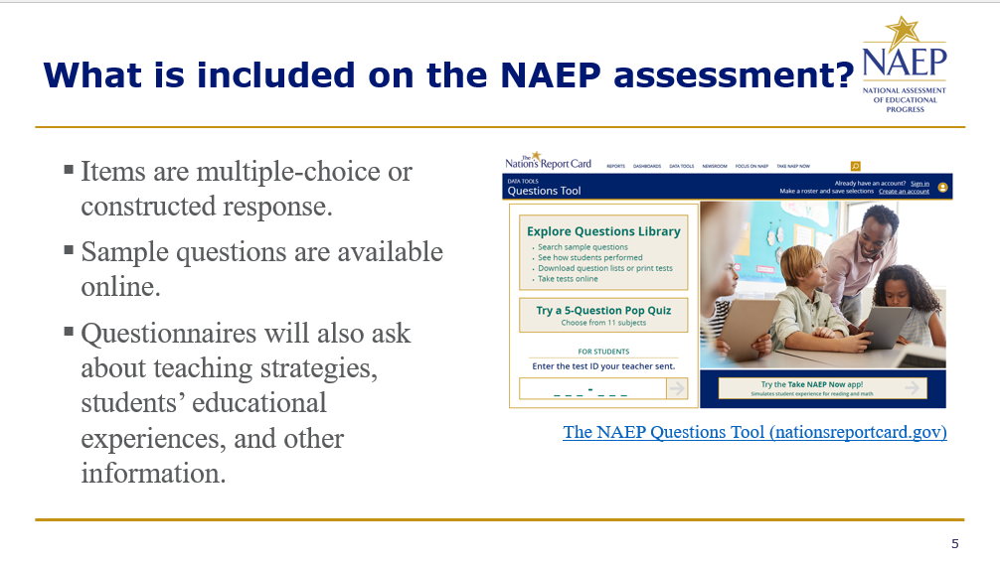 What is included on the NAEP assessment?
NAEP
NATIONAL ASSESSMENT
OF EDUCATIONAL
PROGRESS
▪ Items are multiple-choice or
constructed response.
▪ Sample questions are available
online.
▪ Questionnaires will also ask
about teaching strategies,
students’ educational
experiences, and other
information.
The Nation's Report Card
REPORTS DASHBOARDS DATA TOOLS NEWSROOM FOCUS ON NAEP TAKE NAEP NOW
DATA TOOLS
Questions Tool
Already have an account? Sign in
Make a roster and save selections Create an account
Explore Questions Library
• Search sample questions
• See how students performed
• Download question lists or print tests
• Take tests online
Try a 5-Question Pop Quiz
Choose from 11 subjects
FOR STUDENTS
Enter the test ID your teacher sent.
_ _ _ - _ _ _
Try the Take NAEP Now app!
Simulates student experience for reading and math
The NAEP Questions Tool (nationsreportcard.gov)
5